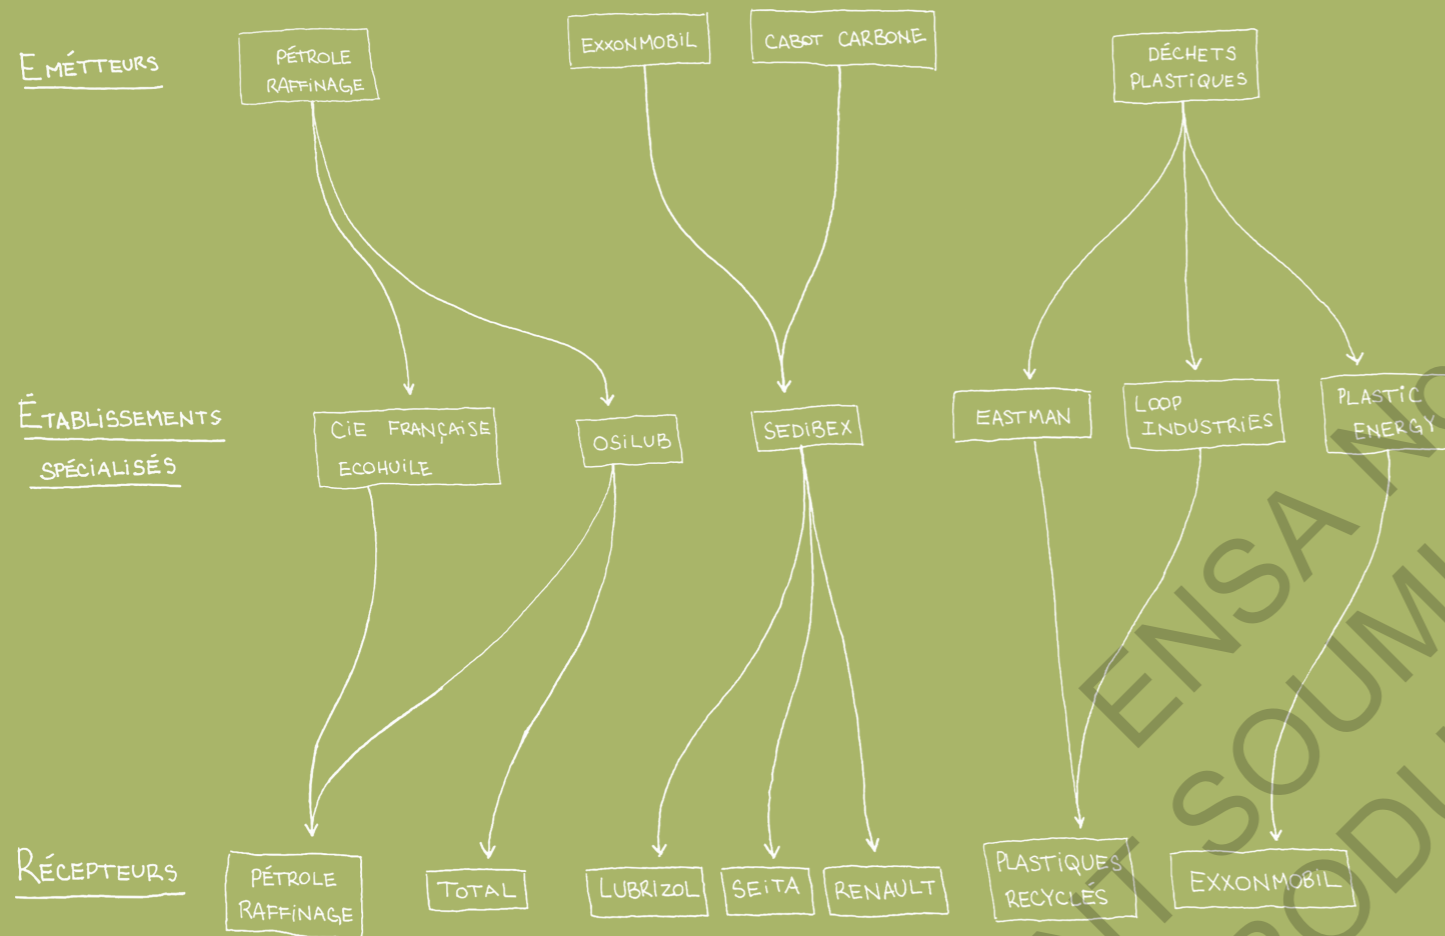 EMÉTTEURS
PÉTROLE
RAFFINAGE
EXXONMOBIL
CABOT CARBONE
DÉCHETS
PLASTIQUES
ÉTABLISSEMENTS
SPÉCIALISÉS
CIE FRANÇAISE
ECOHUILE
OSILUB
SEDIBEX
EASTMAN
LOOP
INDUSTRIES
PLASTIC
ENERGY
RÉCEPTEURS
PÉTROLE
RAFFINAGE
TOTAL
LUBRIZOL
SEITA
RENAULT
PLASTIQUES
RECYCLÉS
EXXONMOBIL
ENSA